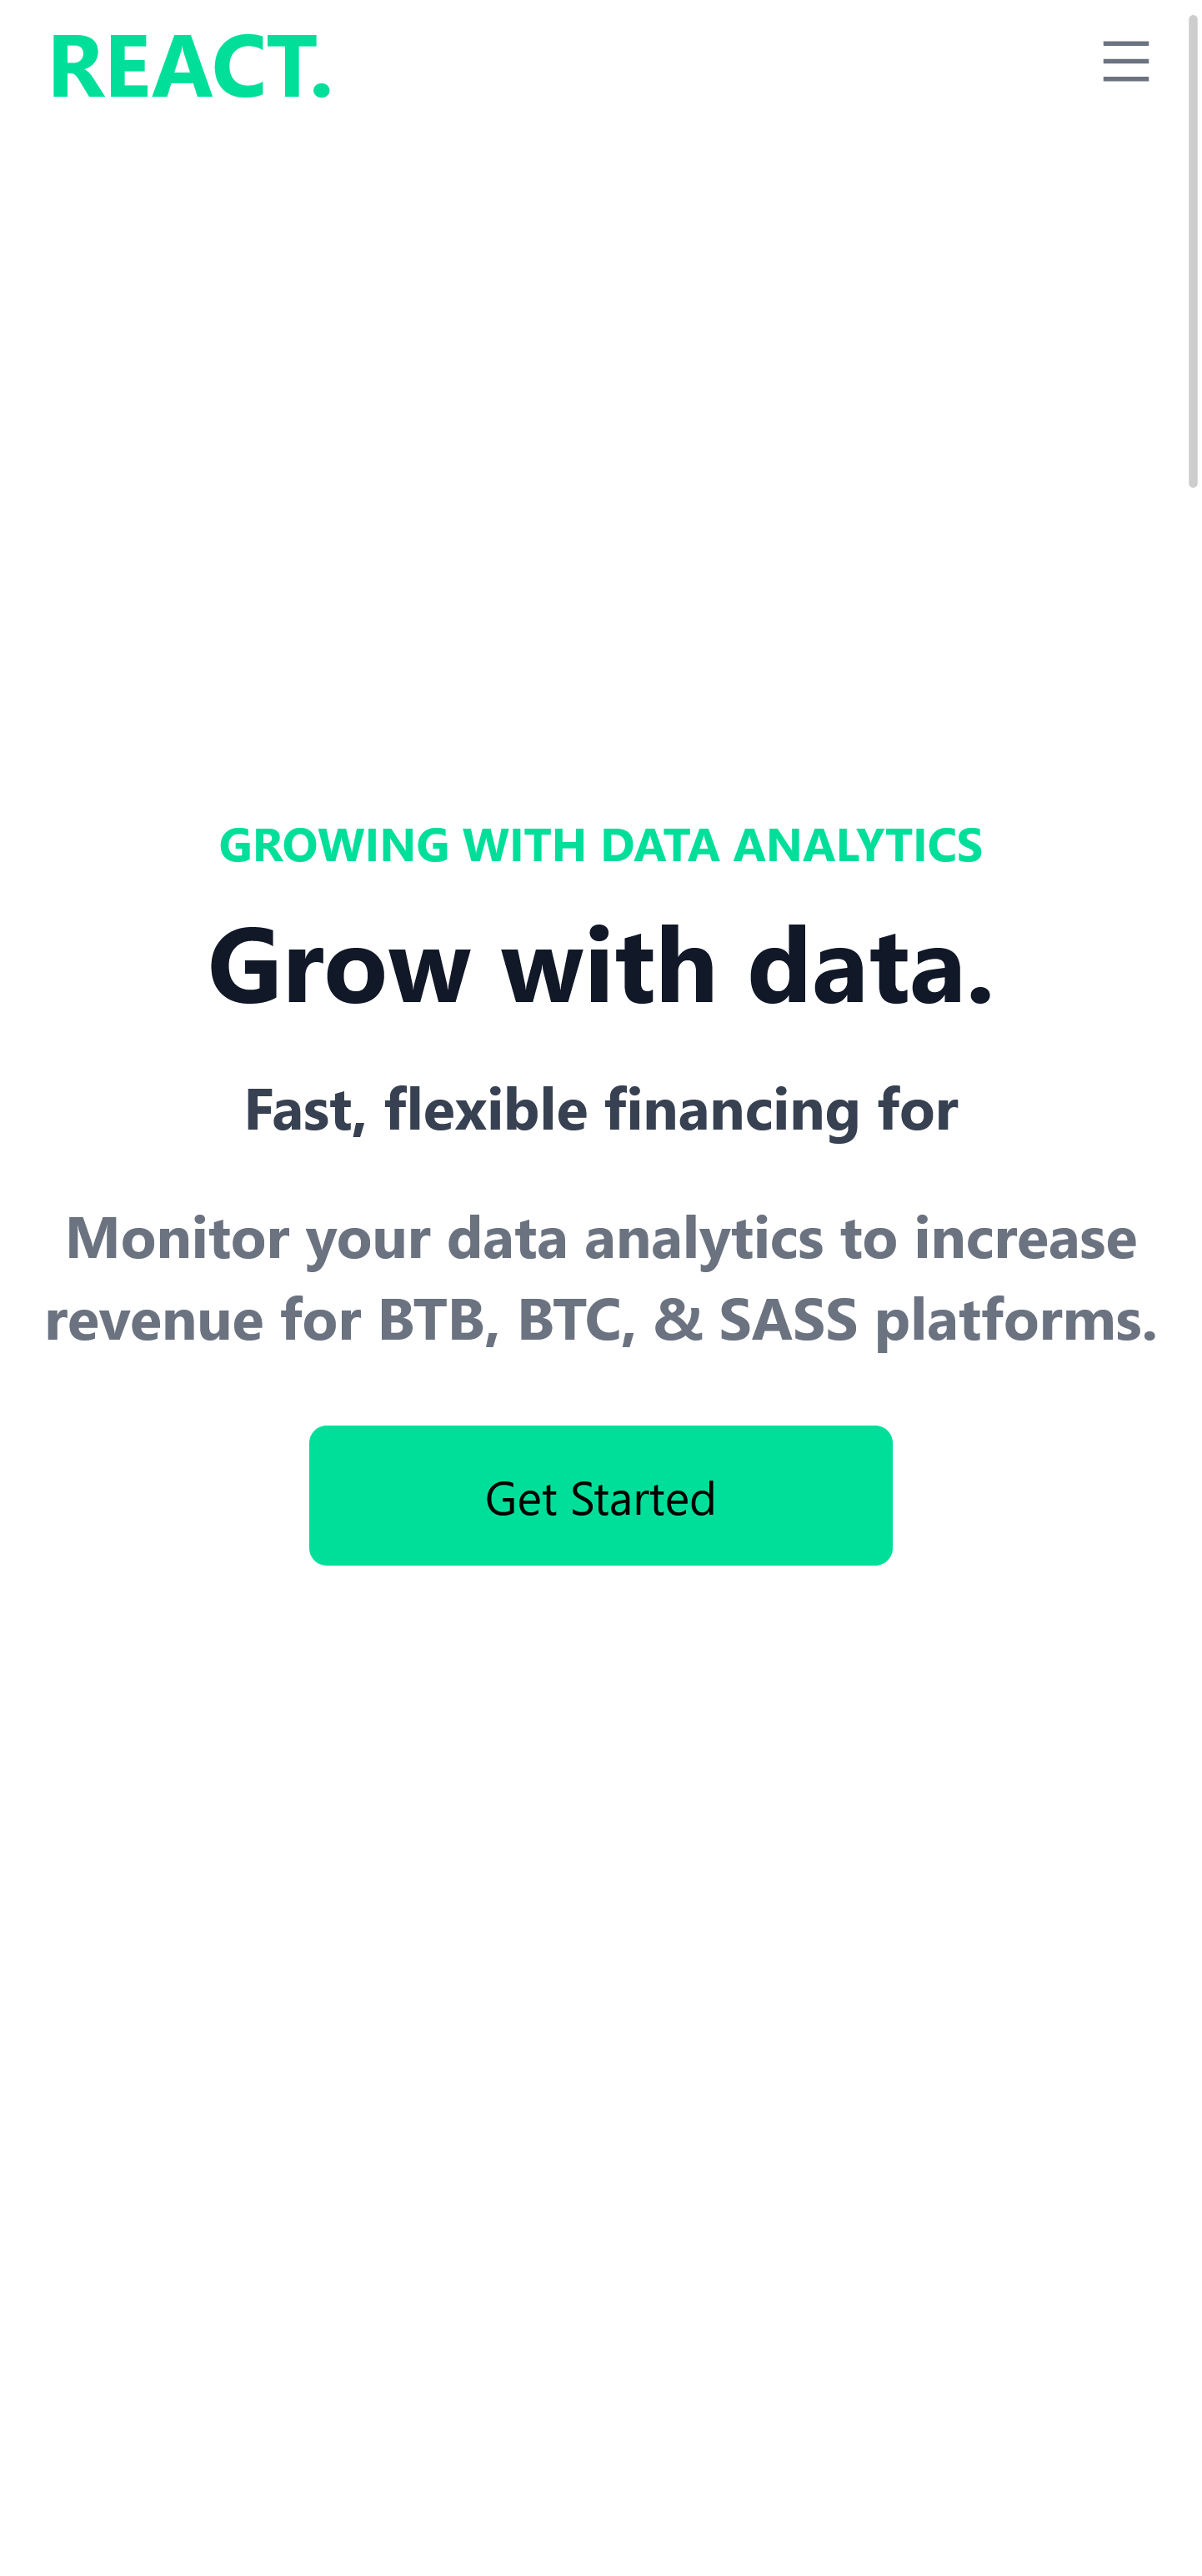 REACT.
GROWING WITH DATA ANALYTICS
Grow with data.
Fast, flexible financing for
Monitor your data analytics to increase
revenue for BTB, BTC, & SASS platforms.
Get Started